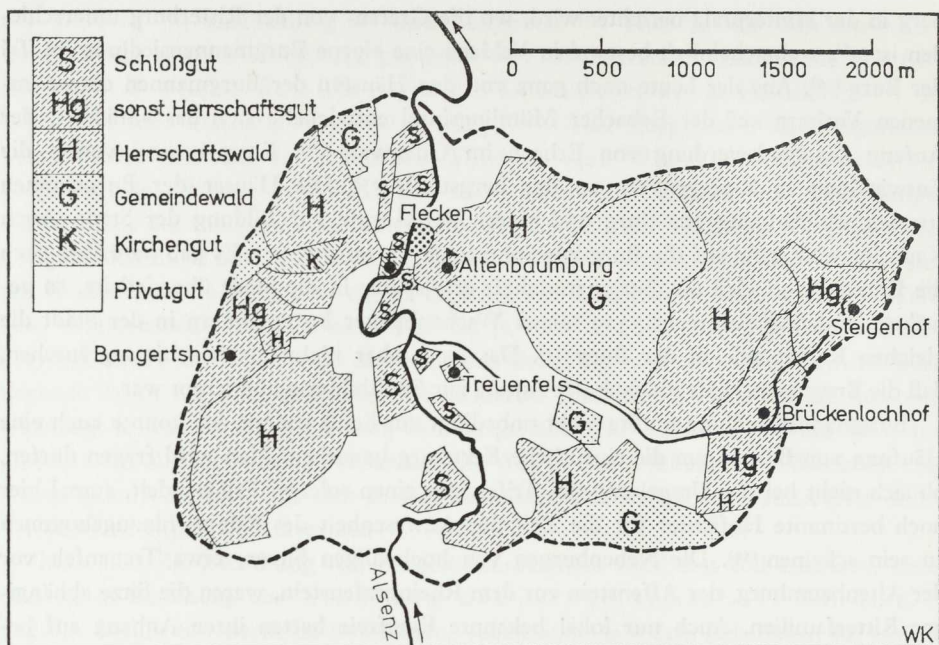 S Schloßgut
Hg sonst. Herrschaftsgut
H Herrschaftswald
G Gemeindewald
K Kirchengut
Privatgut
0 500 1000 1500 2000 m
G
S
H
S
S
Flecken
S
H
G
K
Altenbaumburg
S
G
H
Hg
Hg
S
Steigerhof
H
Bangertshof
S
S
Treuenfels
S
Brückenlochhof
G
H
Hg
S
H
H
G
Alsenz
WK